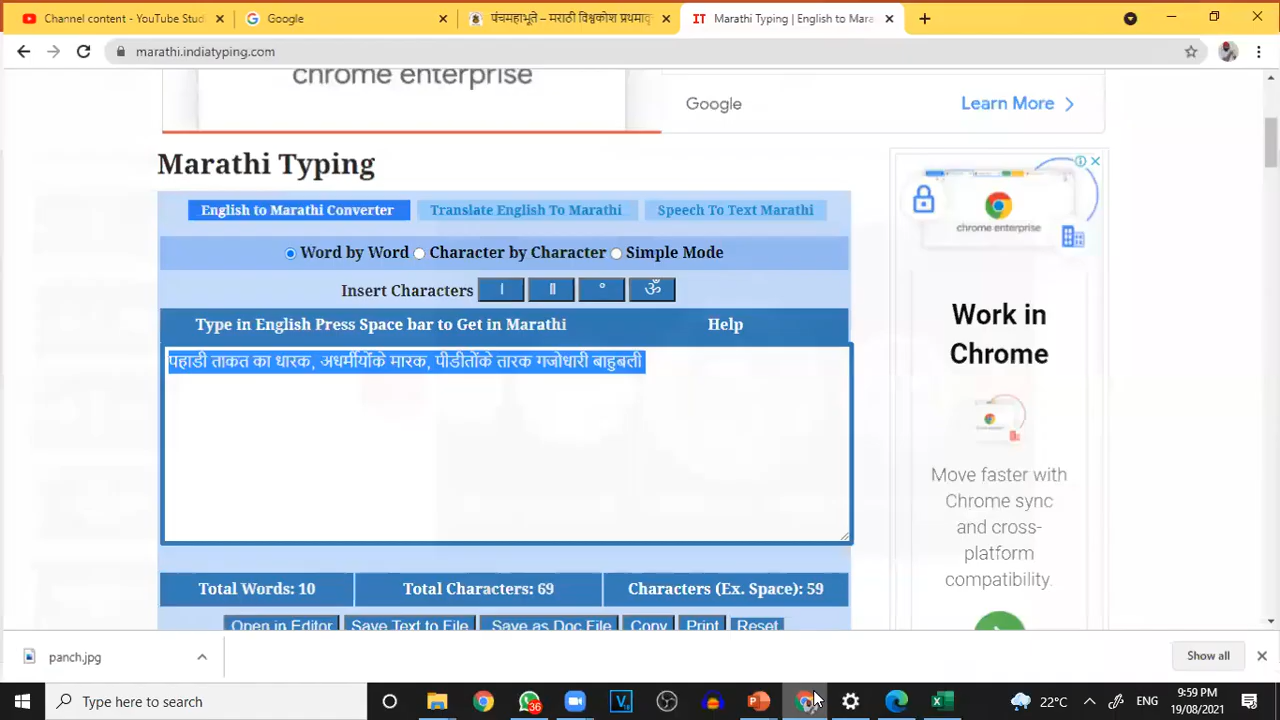 Channel content - YouTube Stud
Google
पंचमहाभूते – मराठी विश्वकोश प्रथमावृ
IT Marathi Typing | English to Mara
marathi.indiatyping.com
chrome enterprise
Google
Learn More
Marathi Typing
English to Marathi Converter
Translate English To Marathi
Speech To Text Marathi
Word by Word
Character by Character
Simple Mode
Insert Characters
।
॥
°
ॐ
Type in English Press Space bar to Get in Marathi
Help
पहाडी ताकत का धारक, अधर्मीयोंके मारक, पीडीतोंके तारक गजोधारी बाहुबली
Total Words: 10
Total Characters: 69
Characters (Ex. Space): 59
Open in Editor
Save Text to File
Save as Doc File
Copy
Print
Reset
chrome enterprise
Work in
Chrome
Move faster with
Chrome sync
and cross-
platform
compatibility.
panch.jpg
Show all
Type here to search
36
22°C
ENG
9:59 PM
19/08/2021